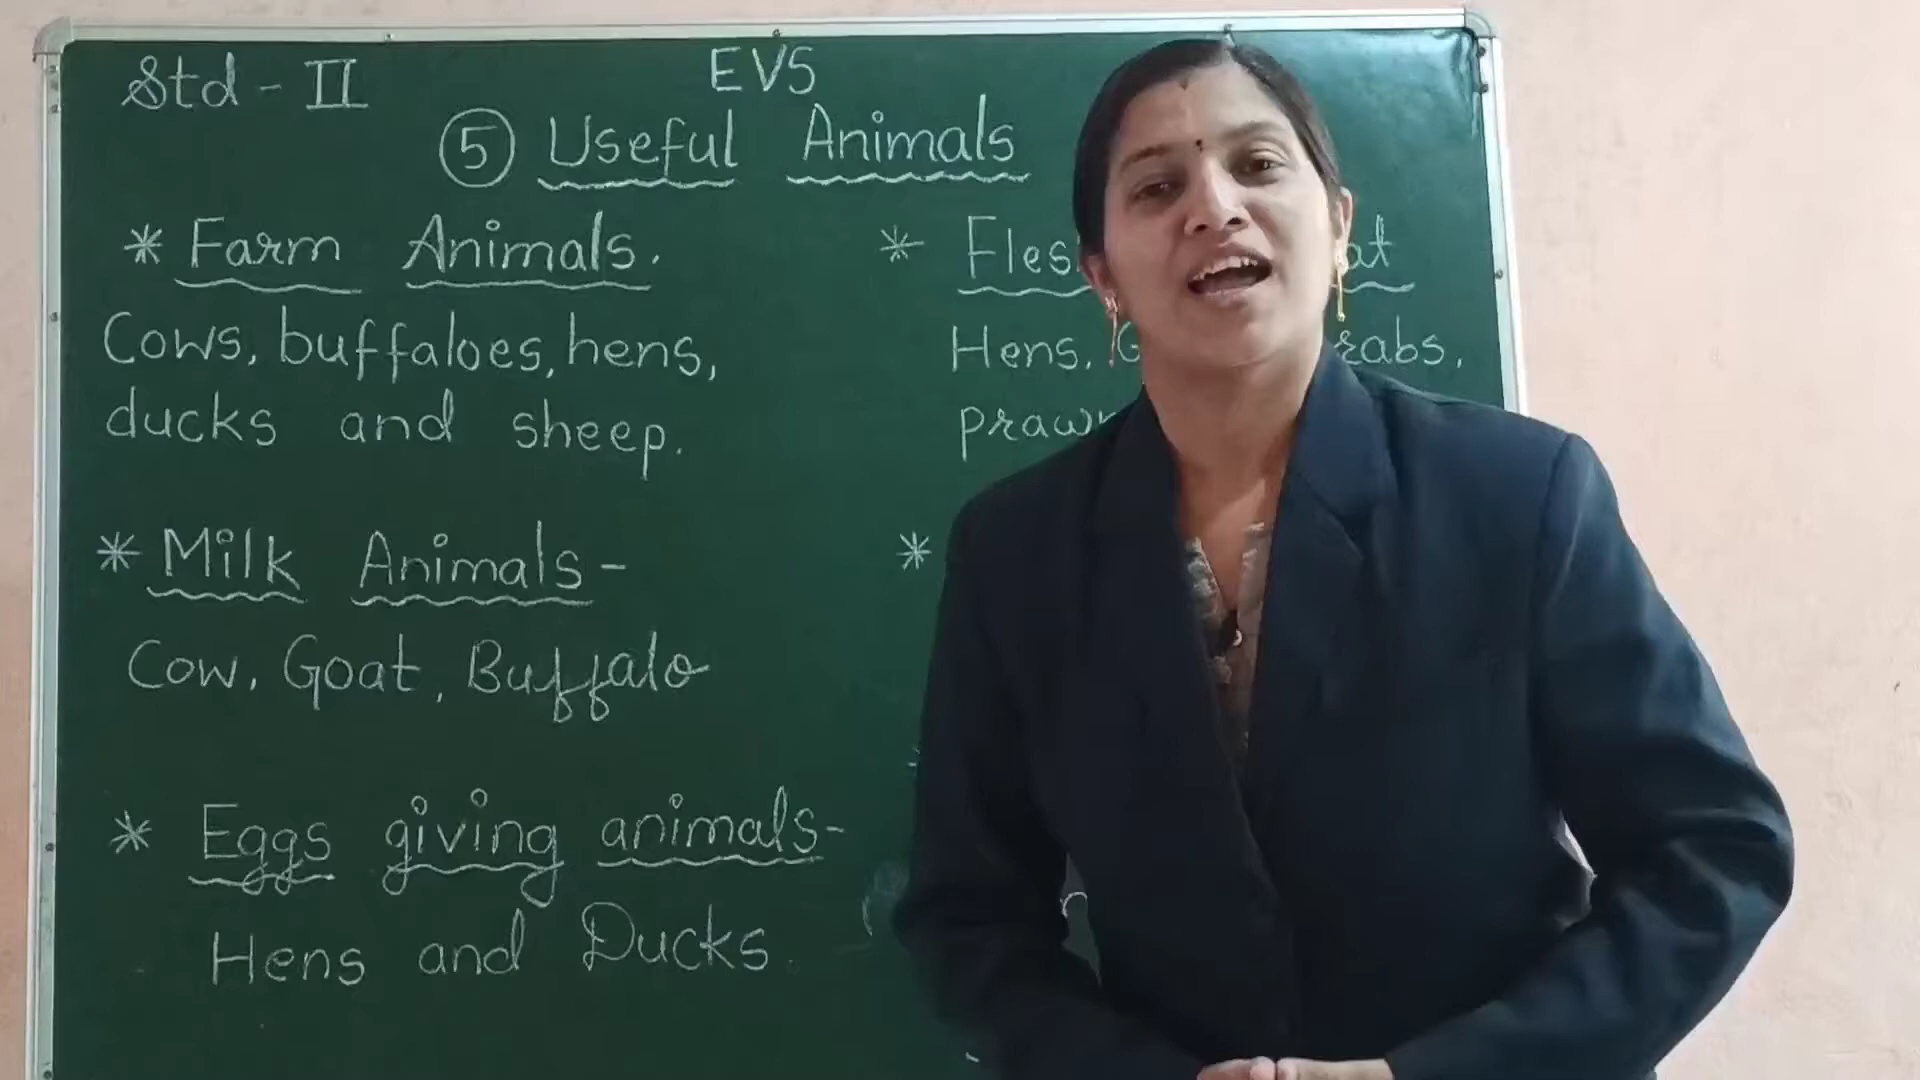 Std - II
EVS
5 Useful Animals
* Farm Animals.
Cows, buffaloes, hens,
ducks and sheep.
* Milk Animals -
Cow, Goat, Buffalo
* Eggs giving animals -
Hens and Ducks.
*
Hens,
*